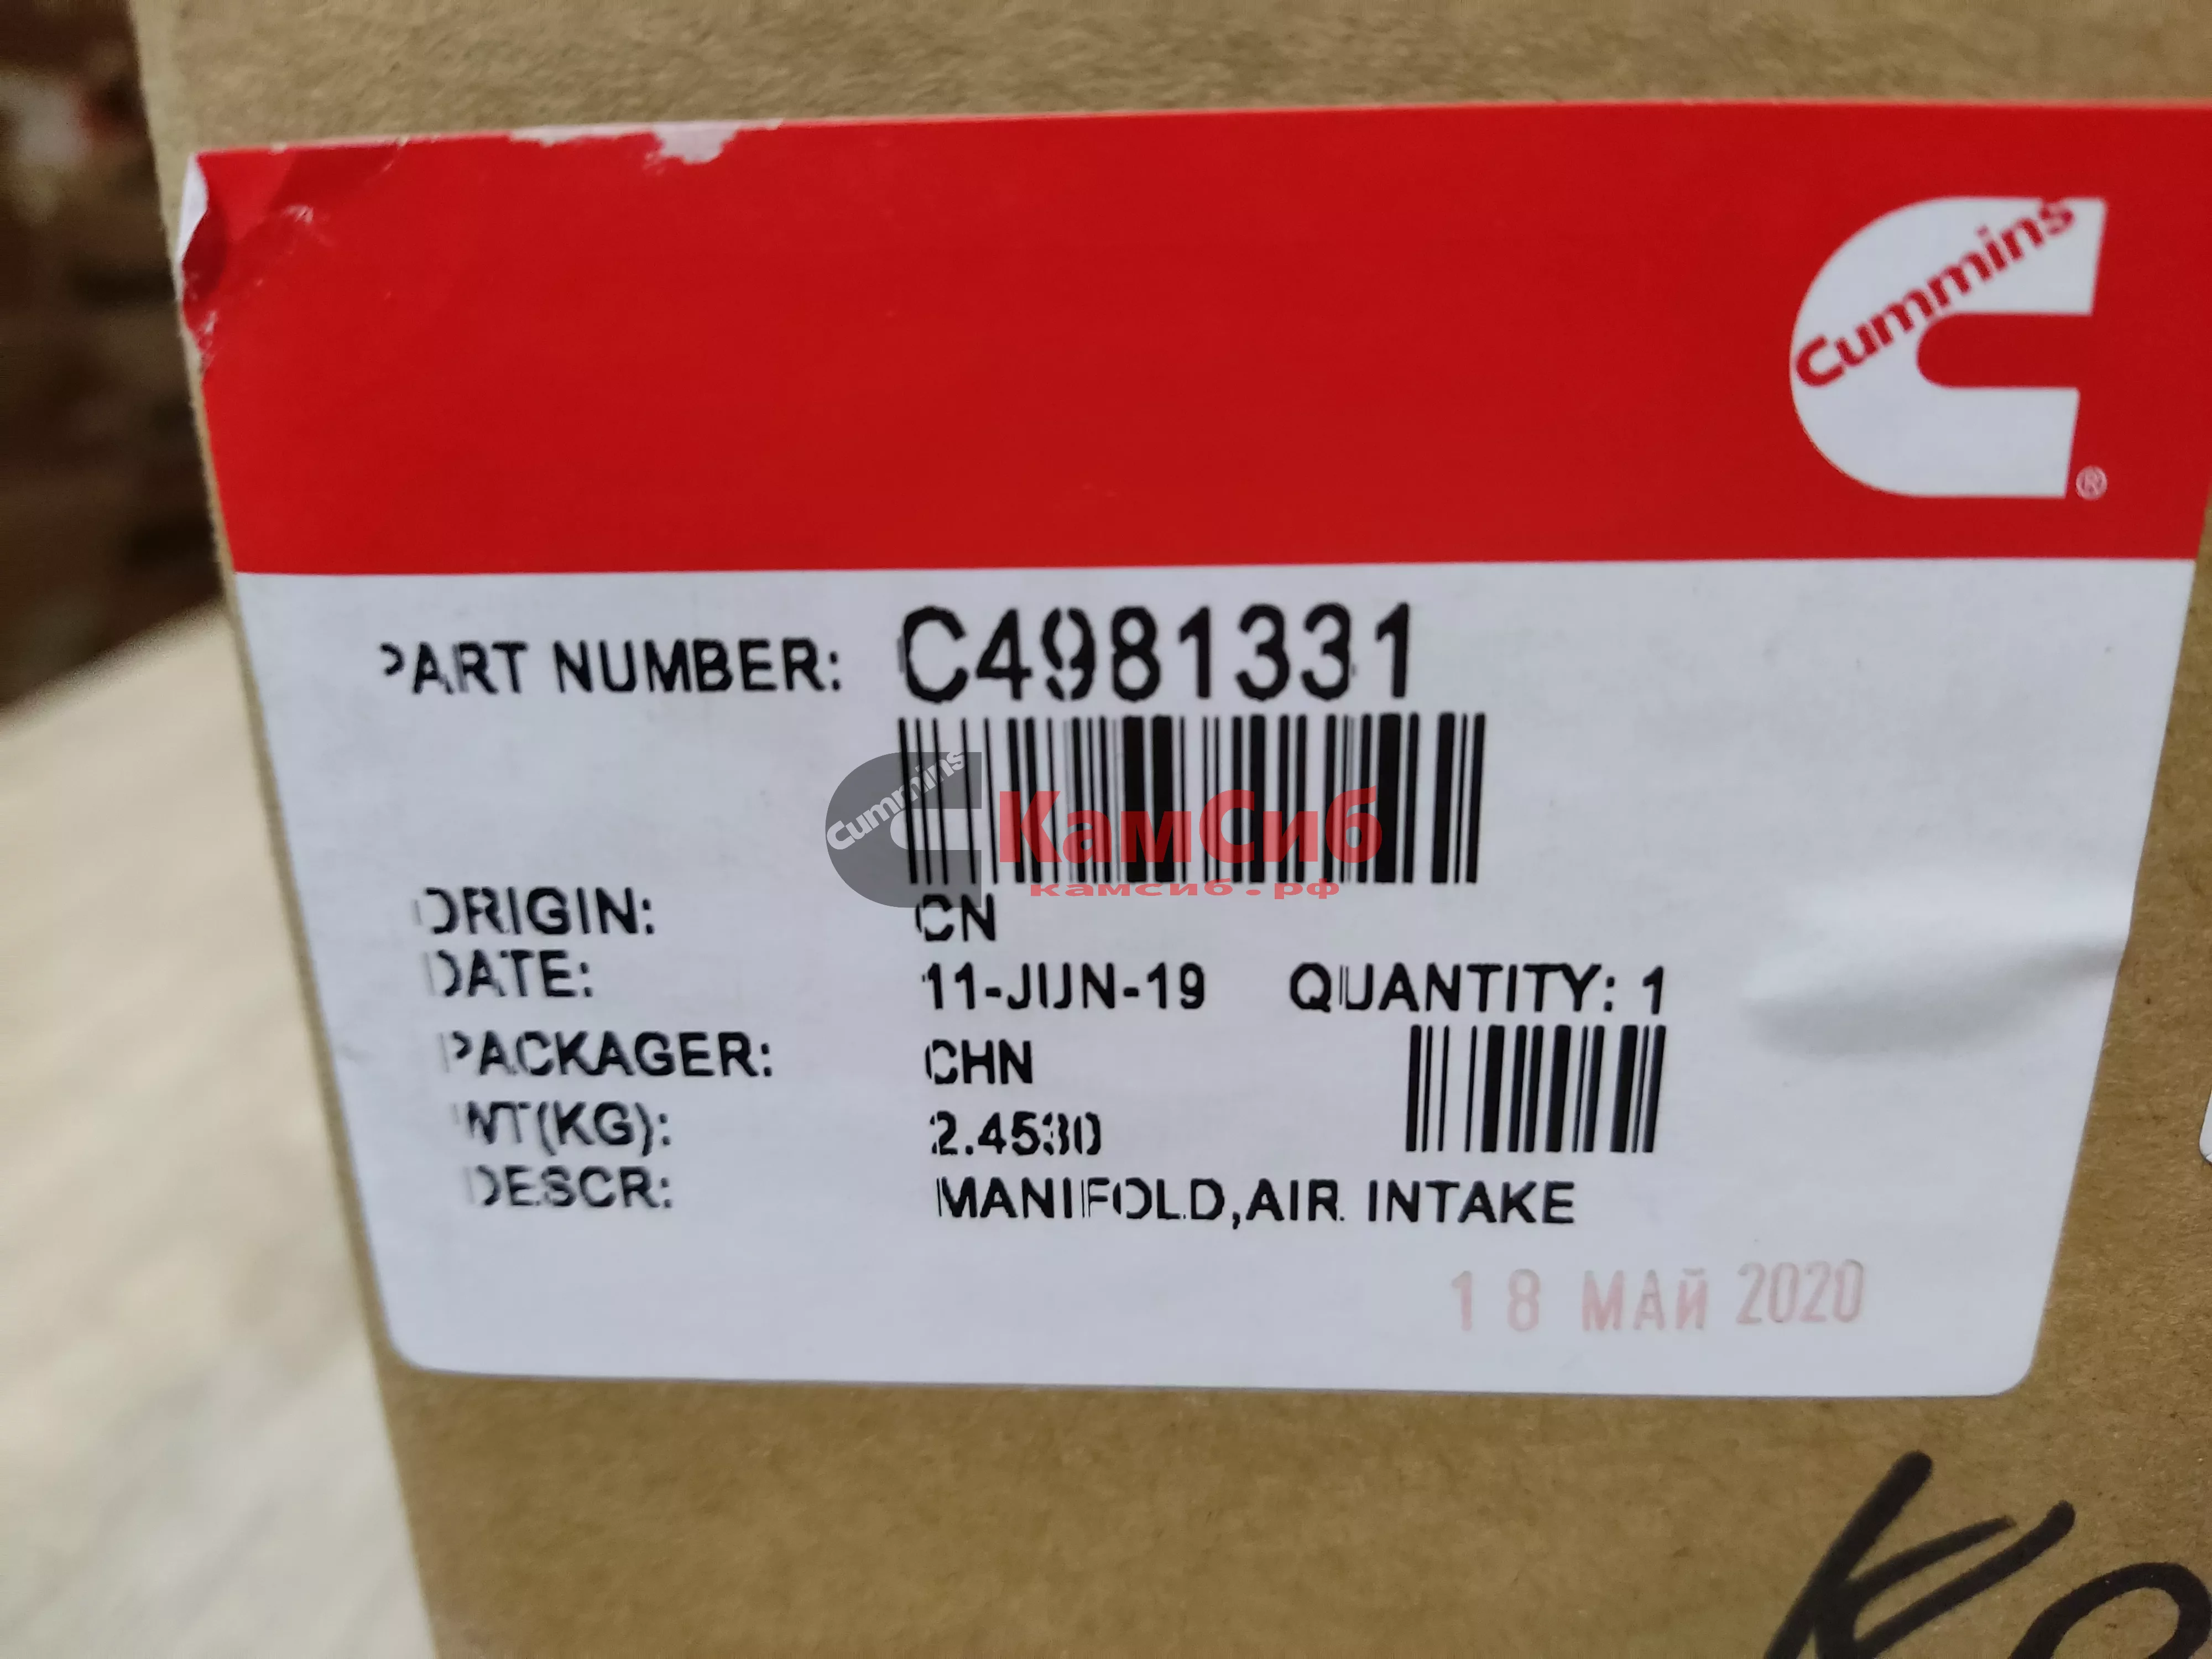 Cummins
®
PART NUMBER: C4981331
Cummins КамСиб
камсиб.рф
ORIGIN: CN
DATE: 11-JUN-19 QUANTITY: 1
PACKAGER: CHN
WT(KG): 2.4530
DESCR: MANIFOLD,AIR INTAKE
18 МАЙ 2020